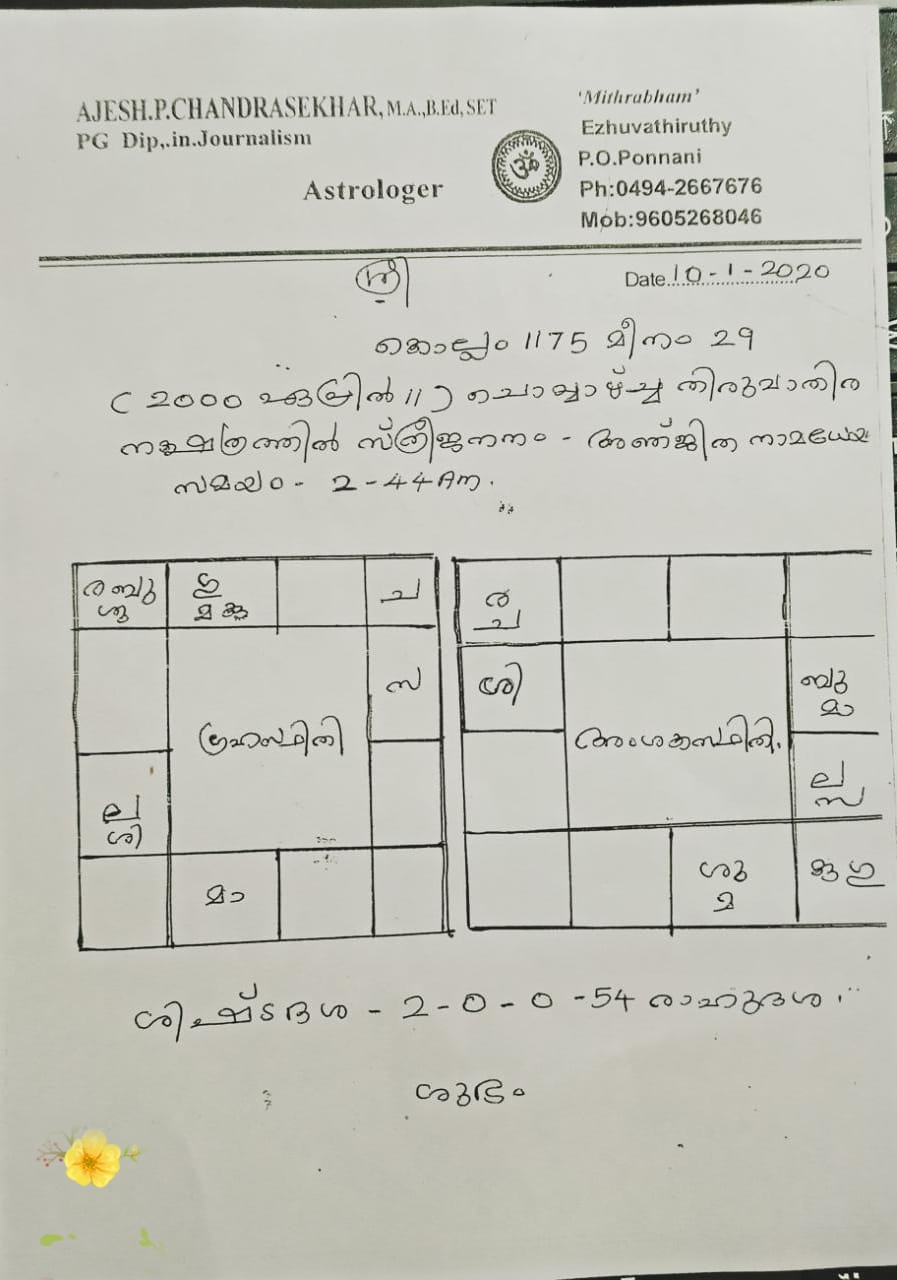 AJESH.P.CHANDRASEKHAR, M.A.,B.Ed, SET
PG Dip,.in.Journalism
Astrologer
ॐ
'Mithrabham'
Ezhuvathiruthy
P.O.Ponnani
Ph:0494-2667676
Mob:9605268046
ശ്രീ
Date 10-1-2020
കൊല്ലം 1175 മീനം 29
( 2000 ഏപ്രിൽ 11 ) ചൊവ്വാഴ്ച്ച തിരുവാതിര
നക്ഷത്രത്തിൽ സ്ത്രീജനനം - അഞ്ജിത നാമധേയ
സമയം - 2-44 Am.
ര ബു
ശു
ഗു
മ കു
ച
സ
ഗ്രഹസ്ഥിതി
ല
ശി
മാ
ര
ച
ശി
ബു
മാ
അംശകസ്ഥിതി.
ല
സ
ശു
മ
കു ഗു
ശിഷ്ടദശ - 2-0-0-54 രാഹുദശ
ശുഭം